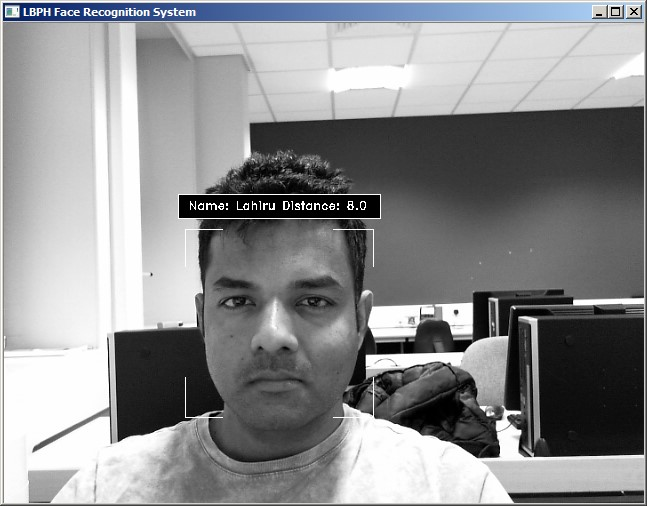 LBPH Face Recognition System
Name: Lahiru Distance: 8.0